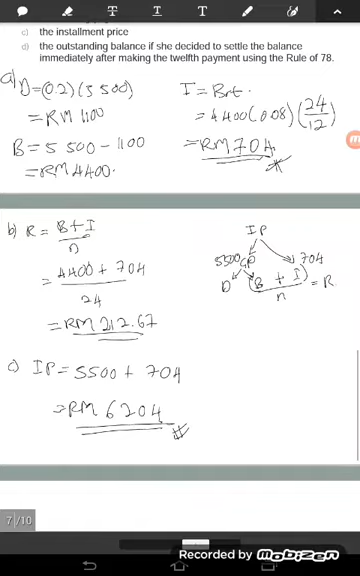 c) the installment price
d) the outstanding balance if she decided to settle the balance
immediately after making the twelfth payment using the Rule of 78.
a) D = (0.2)(5 500)
= RM 1100
B = 5 500 - 1100
= RM 4400.
I = Brt.
= 4400(0.08)(24/12)
= RM 704
b) R = B+I/n
= 4400 + 704/24
= RM 212.67
IP
5500 CP 704
D (B + I)/n = R
c) IP = 5500 + 704
= RM 6204
7/10
Recorded by mobizen